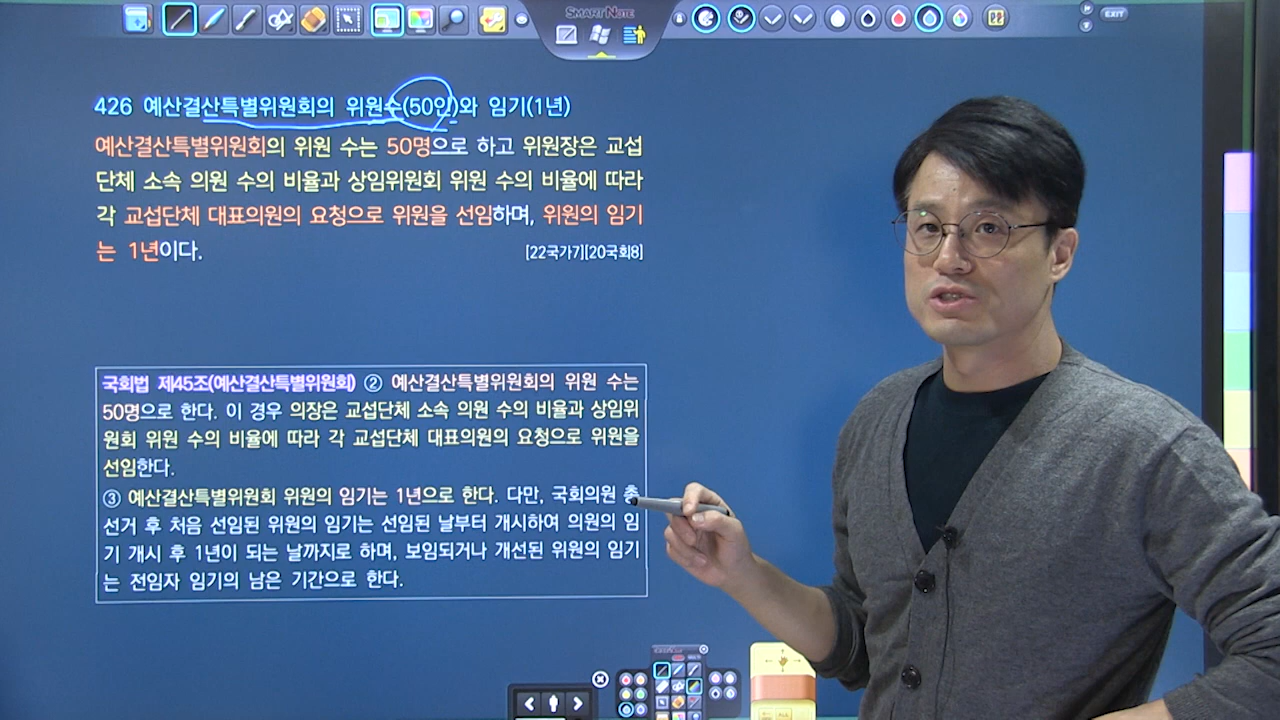 SMART NOTE
EXIT
426 예산결산특별위원회의 위원수(50인)와 임기(1년)
예산결산특별위원회의 위원 수는 50명으로 하고 위원장은 교섭
단체 소속 의원 수의 비율과 상임위원회 위원 수의 비율에 따라
각 교섭단체 대표의원의 요청으로 위원을 선임하며, 위원의 임기
는 1년이다.
[22국가7][20국회8]
국회법 제45조(예산결산특별위원회) ② 예산결산특별위원회의 위원 수는
50명으로 한다. 이 경우 의장은 교섭단체 소속 의원 수의 비율과 상임위
원회 위원 수의 비율에 따라 각 교섭단체 대표의원의 요청으로 위원을
선임한다.
③ 예산결산특별위원회 위원의 임기는 1년으로 한다. 다만, 국회의원 총
선거 후 처음 선임된 위원의 임기는 선임된 날부터 개시하여 의원의 임
기 개시 후 1년이 되는 날까지로 하며, 보임되거나 개선된 위원의 임기
는 전임자 임기의 남은 기간으로 한다.